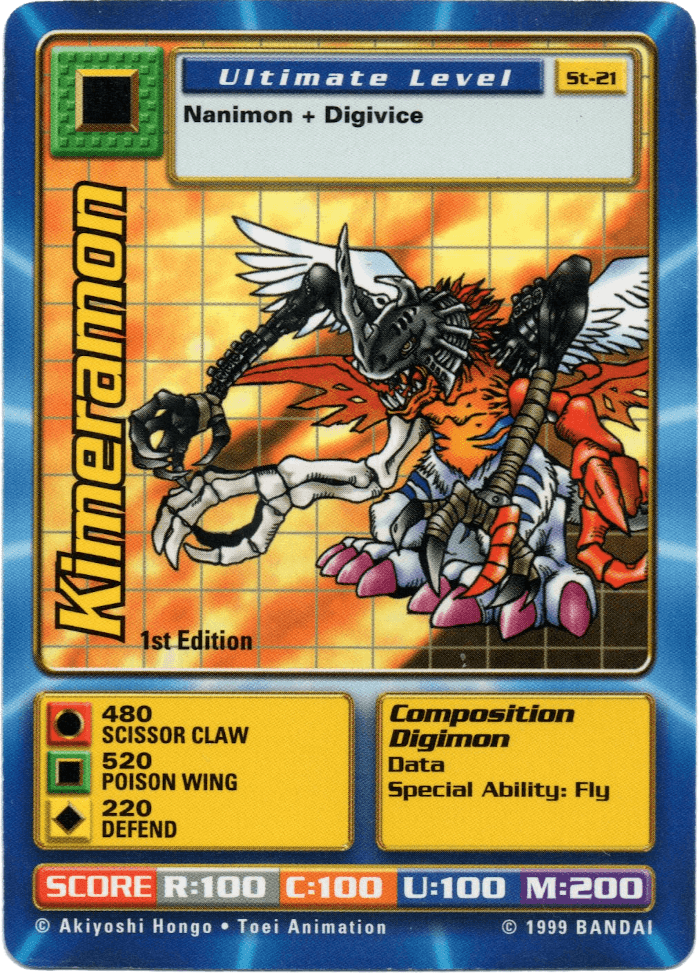 Ultimate Level
St-21
Nanimon + Digivice
Kimeramon
1st Edition
480
SCISSOR CLAW
520
POISON WING
220
DEFEND
Composition
Digimon
Data
Special Ability: Fly
SCORE R:100 C:100 U:100 M:200
© Akiyoshi Hongo • Toei Animation
© 1999 BANDAI